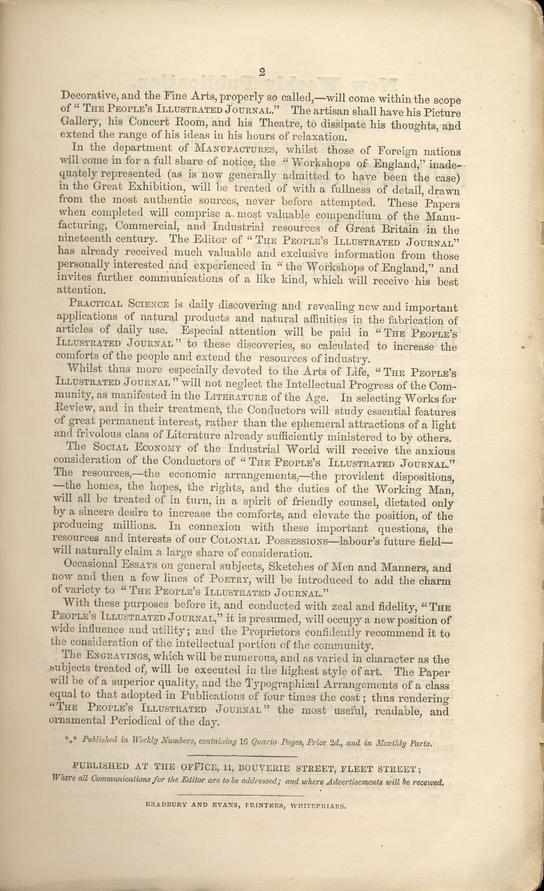 2
Decorative, and the Fine Arts, properly so called,—will come within the scope
of “ THE PEOPLE'S ILLUSTRATED JOURNAL.” The artisan shall have his Picture
Gallery, his Concert Room, and his Theatre, to dissipate his thoughts, and
extend the range of his ideas in his hours of relaxation.
In the department of MANUFACTURES, whilst those of Foreign nations
will come in for a full share of notice, the “ Workshops of England,” inade-
quately represented (as is now generally admitted to have been the case)
in the Great Exhibition, will be treated of with a fullness of detail, drawn
from the most authentic sources, never before attempted. These Papers
when completed will comprise a most valuable compendium of the Manu-
facturing, Commercial, and Industrial resources of Great Britain in the
nineteenth century. The Editor of “ THE PEOPLE'S ILLUSTRATED JOURNAL”
has already received much valuable and exclusive information from those
personally interested and experienced in “ the Workshops of England,” and
invites further communications of a like kind, which will receive his best
attention.
PRACTICAL SCIENCE is daily discovering and revealing new and important
applications of natural products and natural affinities in the fabrication of
articles of daily use. Especial attention will be paid in “ THE PEOPLE'S
ILLUSTRATED JOURNAL” to these discoveries, so calculated to increase the
comforts of the people and extend the resources of industry.
Whilst thus more especially devoted to the Arts of Life, “ THE PEOPLE'S
ILLUSTRATED JOURNAL ” will not neglect the Intellectual Progress of the Com-
munity, as manifested in the LITERATURE of the Age. In selecting Works for
Review, and in their treatment, the Conductors will study essential features
of great permanent interest, rather than the ephemeral attractions of a light
and frivolous class of Literature already sufficiently ministered to by others.
The SOCIAL ECONOMY of the Industrial World will receive the anxious
consideration of the Conductors of “ THE PEOPLE'S ILLUSTRATED JOURNAL.”
The resources,—the economic arrangements,—the provident dispositions,
—the homes, the hopes, the rights, and the duties of the Working Man,
will all be treated of in turn, in a spirit of friendly counsel, dictated only
by a sincere desire to increase the comforts, and elevate the position, of the
producing millions. In connexion with these important questions, the
resources and interests of our COLONIAL POSSESSIONS—labour's future field—
will naturally claim a large share of consideration.
Occasional ESSAYS on general subjects, Sketches of Men and Manners, and
now and then a few lines of POETRY, will be introduced to add the charm
of variety to “ THE PEOPLE'S ILLUSTRATED JOURNAL.”
With these purposes before it, and conducted with zeal and fidelity, “THE
PEOPLE'S ILLUSTRATED JOURNAL,” it is presumed, will occupy a new position of
wide influence and utility; and the Proprietors confidently recommend it to
the consideration of the intellectual portion of the community.
The ENGRAVINGS, which will be numerous, and as varied in character as the
subjects treated of, will be executed in the highest style of art. The Paper
will be of a superior quality, and the Typographical Arrangements of a class
equal to that adopted in Publications of four times the cost; thus rendering
“THE PEOPLE'S ILLUSTRATED JOURNAL” the most useful, readable, and
ornamental Periodical of the day.
*** Published in Weekly Numbers, containing 16 Quarto Pages, Price 2d., and in Monthly Parts.
PUBLISHED AT THE OFFICE, 11, BOUVERIE STREET, FLEET STREET;
Where all Communications for the Editor are to be addressed; and where Advertisements will be received.
BRADBURY AND EVANS, PRINTERS, WHITEFRIARS.